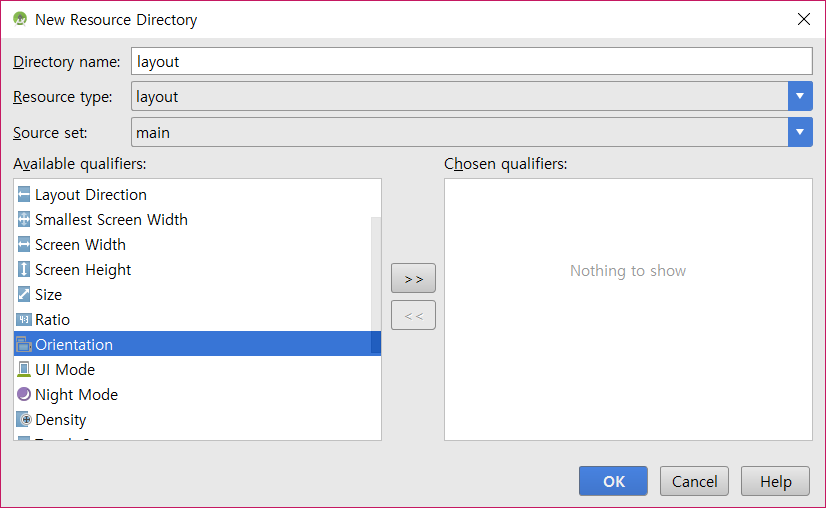 New Resource Directory
Directory name: layout
Resource type: layout
Source set: main
Available qualifiers:
Chosen qualifiers:
Layout Direction
Smallest Screen Width
Screen Width
Screen Height
Size
Ratio
Orientation
UI Mode
Night Mode
Density
>>
<<
Nothing to show
OK
Cancel
Help